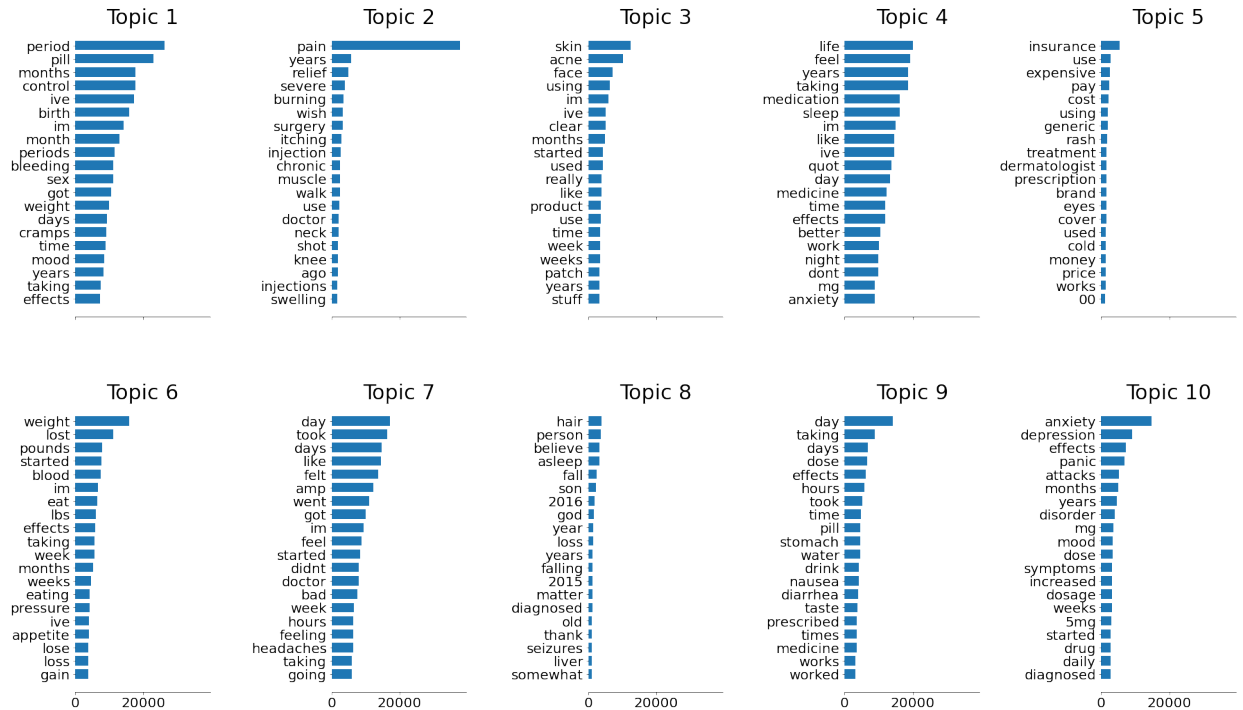 Topic 1
period
pill
months
control
ive
birth
im
month
periods
bleeding
sex
got
weight
days
cramps
time
mood
years
taking
effects
Topic 2
pain
years
relief
severe
burning
wish
surgery
itching
injection
chronic
muscle
walk
use
doctor
neck
shot
knee
ago
injections
swelling
Topic 3
skin
acne
face
using
im
ive
clear
months
started
used
really
like
product
use
time
week
weeks
patch
years
stuff
Topic 4
life
feel
years
taking
medication
sleep
im
like
ive
quot
day
medicine
time
effects
better
work
night
dont
mg
anxiety
Topic 5
insurance
use
expensive
pay
cost
using
generic
rash
treatment
dermatologist
prescription
brand
eyes
cover
used
cold
money
price
works
00
Topic 6
weight
lost
pounds
started
blood
im
eat
lbs
effects
taking
week
months
weeks
eating
pressure
ive
appetite
lose
loss
gain
0 20000
Topic 7
day
took
days
like
felt
amp
went
got
im
feel
started
didnt
doctor
bad
week
hours
feeling
headaches
taking
going
0 20000
Topic 8
hair
person
believe
asleep
fall
son
2016
god
year
loss
years
falling
2015
matter
diagnosed
old
thank
seizures
liver
somewhat
0 20000
Topic 9
day
taking
days
dose
effects
hours
took
time
pill
stomach
water
drink
nausea
diarrhea
taste
prescribed
times
medicine
works
worked
0 20000
Topic 10
anxiety
depression
effects
panic
attacks
months
years
disorder
mg
mood
dose
symptoms
increased
dosage
weeks
5mg
started
drug
daily
diagnosed
0 20000